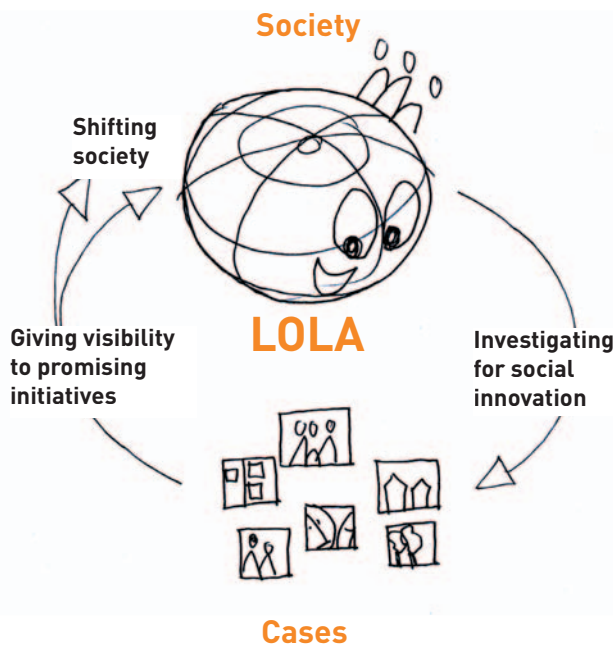 Society
Shifting
society
LOLA
Giving visibility
to promising
initiatives
Investigating
for social
innovation
Cases